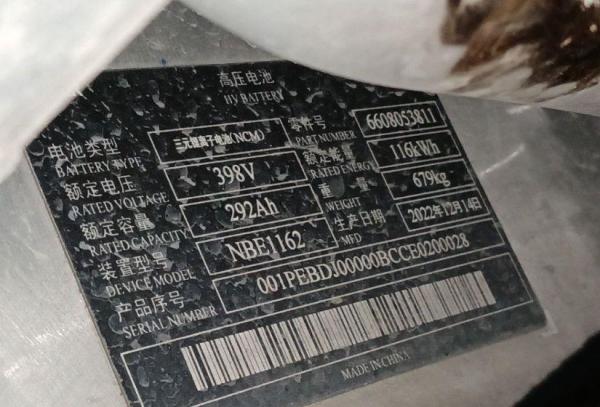 高压电池
HV BATTERY
电池类型 三元锂离子电池(NCM) 零件号 6608053811
BATTERY TYPE PART NUMBER
额定电压 398V 额定能量 116kWh
RATED VOLTAGE RATED ENERGY
额定容量 292Ah 重量 679kg
RATED CAPACITY WEIGHT
装置型号 NBE1162 生产日期 2022年12月14日
DEVICE MODEL MFD
产品序号 001PEBDJ00000BCCE0200028
SERIAL NUMBER
MADE IN CHINA